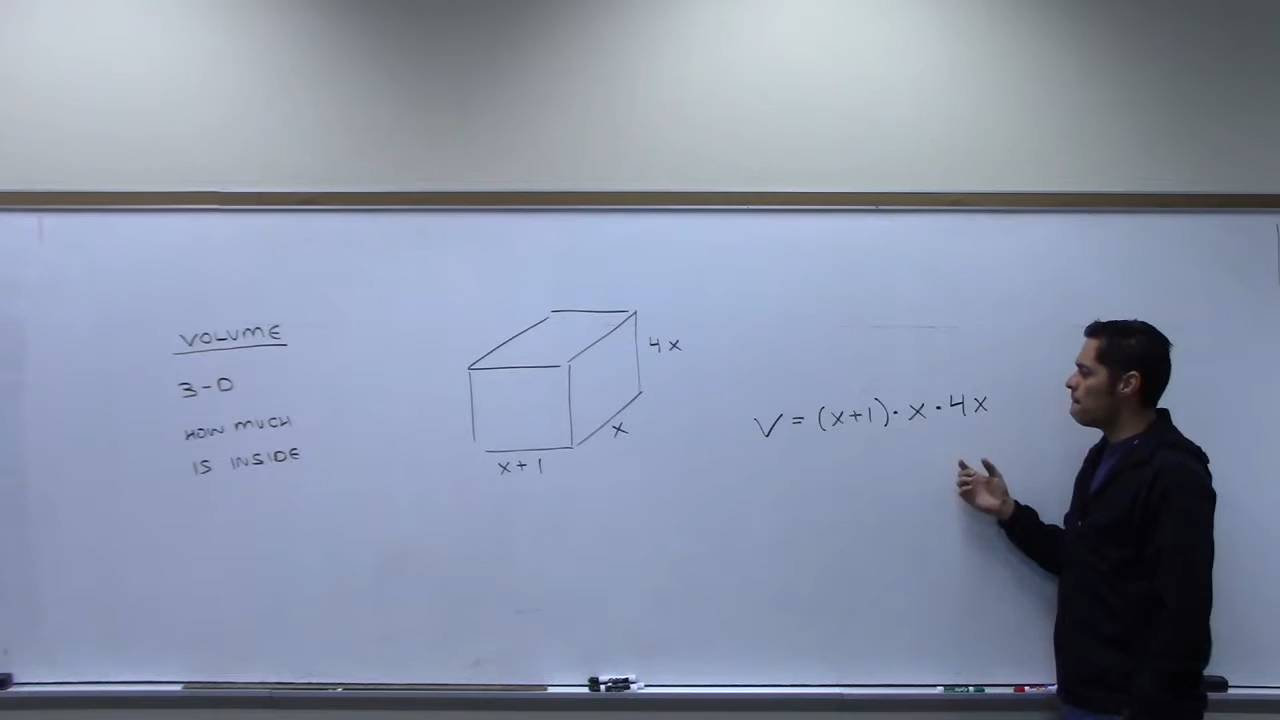 VOLUME
3-D
HOW MUCH
IS INSIDE
4x
x
x+1
V = (x+1) · x · 4x